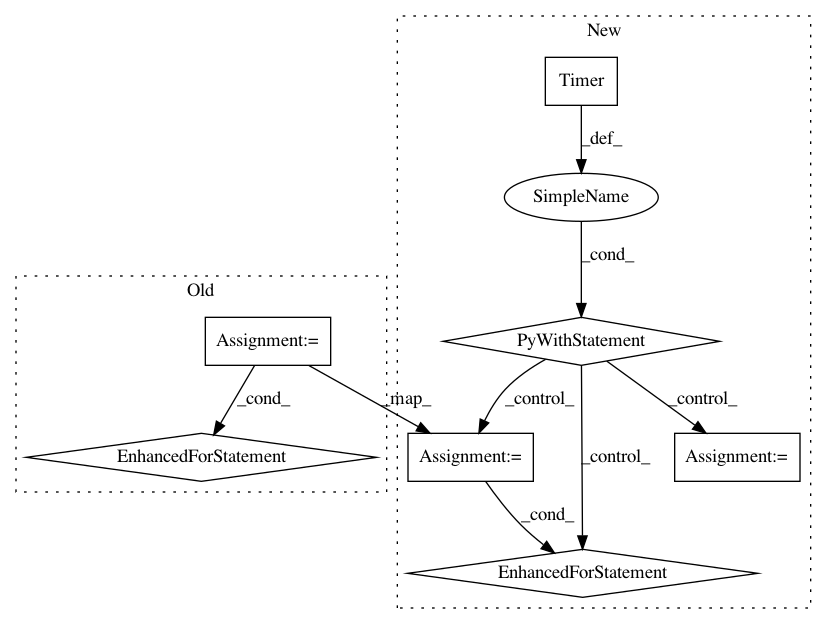 New
Timer
_def_
SimpleName
_cond_
Old
Assignment:=
PyWithStatement
_cond_
_map_
_control_
_control_
EnhancedForStatement
Assignment:=
_control_
Assignment:=
_cond_
EnhancedForStatement